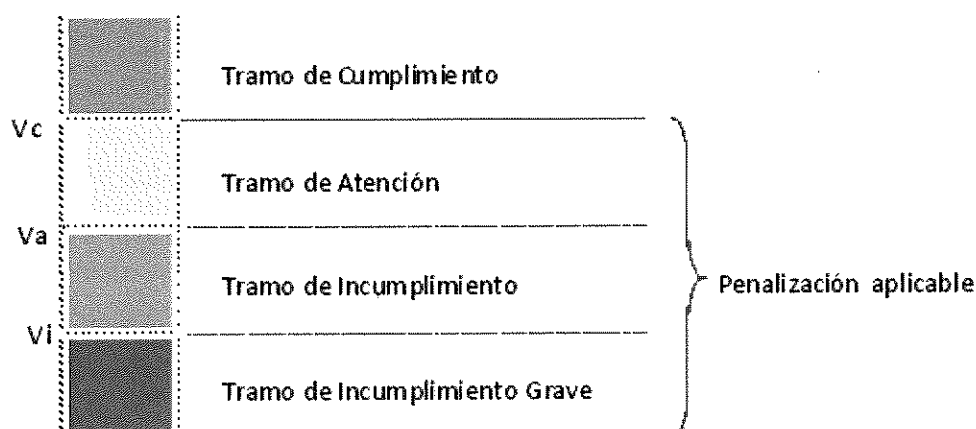 Tramo de Cumplimiento
Vc
Tramo de Atención
Va
Tramo de Incumplimiento
Penalización aplicable
Vi
Tramo de Incumplimiento Grave